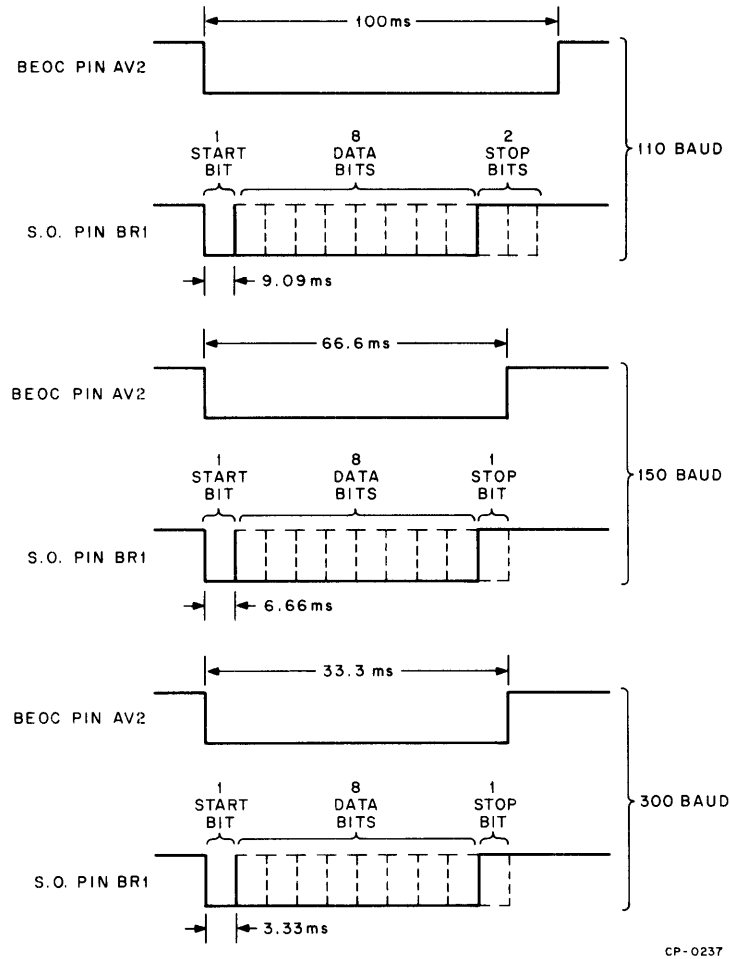 100ms
BEOC PIN AV2
1 START BIT
8 DATA BITS
2 STOP BITS
110 BAUD
S.O. PIN BR1
9.09ms
66.6ms
BEOC PIN AV2
1 START BIT
8 DATA BITS
1 STOP BIT
150 BAUD
S.O. PIN BR1
6.66ms
33.3 ms
BEOC PIN AV2
1 START BIT
8 DATA BITS
1 STOP BIT
300 BAUD
S.O. PIN BR1
3.33ms
CP-0237